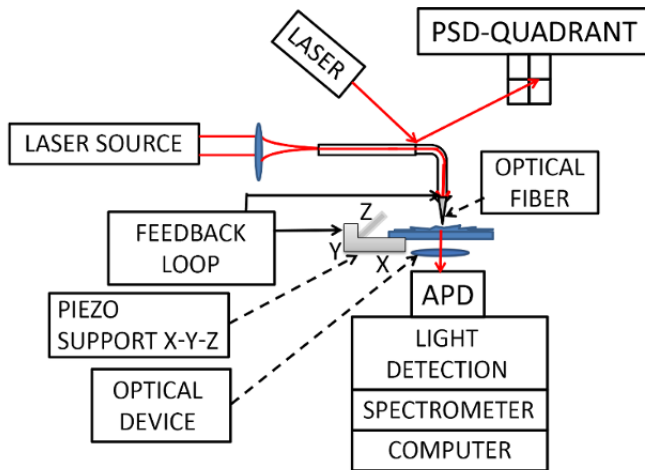 PSD-QUADRANT
LASER
LASER SOURCE
OPTICAL
FIBER
Z
FEEDBACK
LOOP
Y
X
PIEZO
SUPPORT X-Y-Z
APD
LIGHT
DETECTION
OPTICAL
DEVICE
SPECTROMETER
COMPUTER